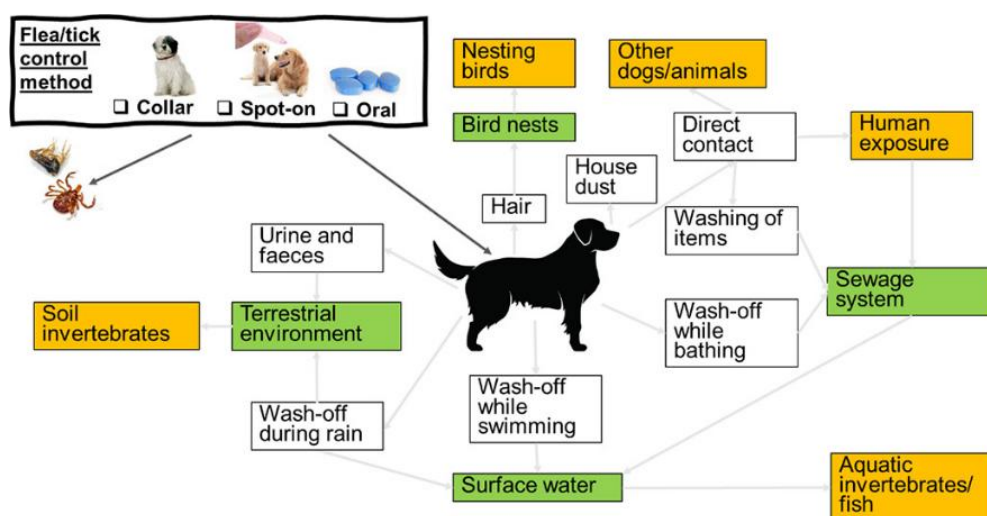 Flea/tick
control
method
❑ Collar
❑ Spot-on
❑ Oral
Nesting
birds
Other
dogs/animals
Bird nests
Direct
contact
Human
exposure
House
dust
Hair
Washing of
items
Urine and
faeces
Sewage
system
Soil
invertebrates
Terrestrial
environment
Wash-off
while
bathing
Wash-off
during rain
Wash-off
while
swimming
Surface water
Aquatic
invertebrates/
fish